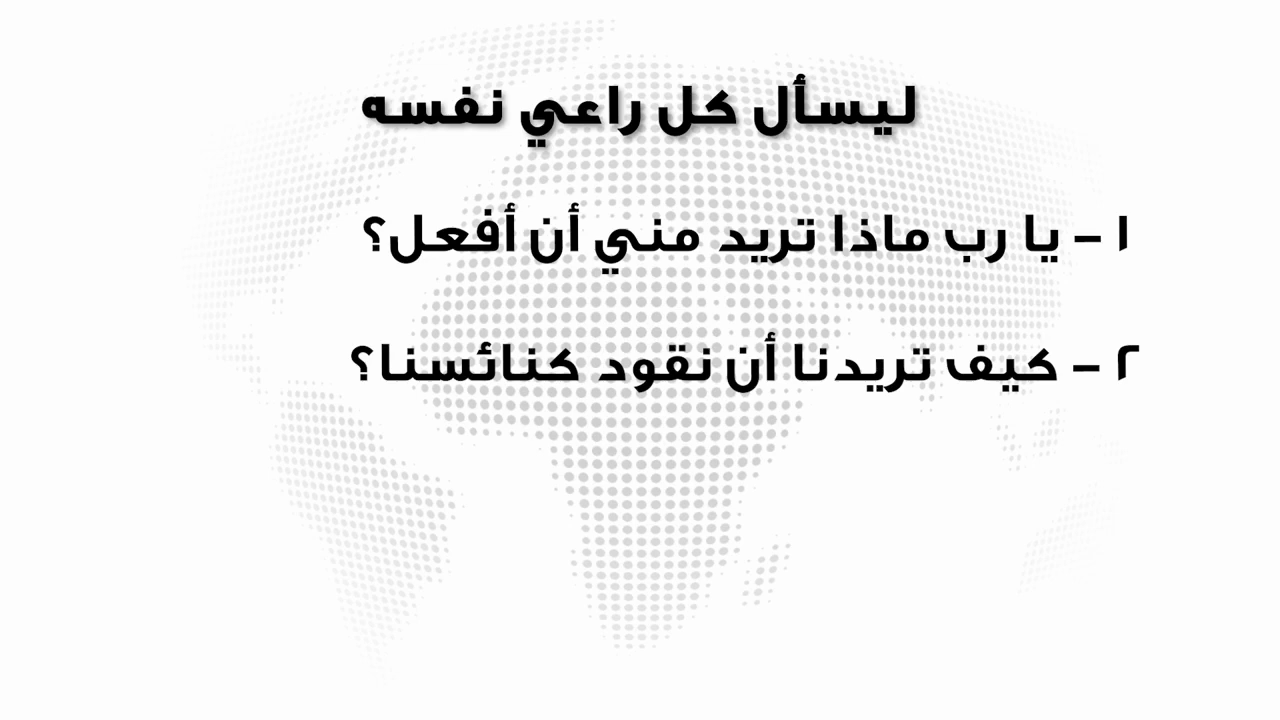 ليسأل كل راعي نفسه
١ – يا رب ماذا تريد مني أن أفعل؟
٢ – كيف تريدنا أن نقود كنائسنا؟